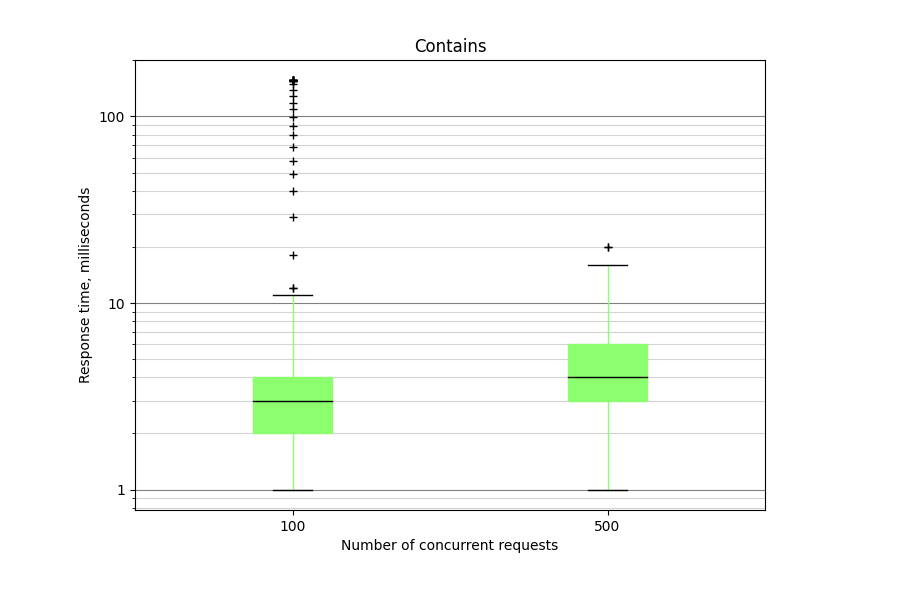 Contains
100
10
1
Response time, milliseconds
100 500
Number of concurrent requests